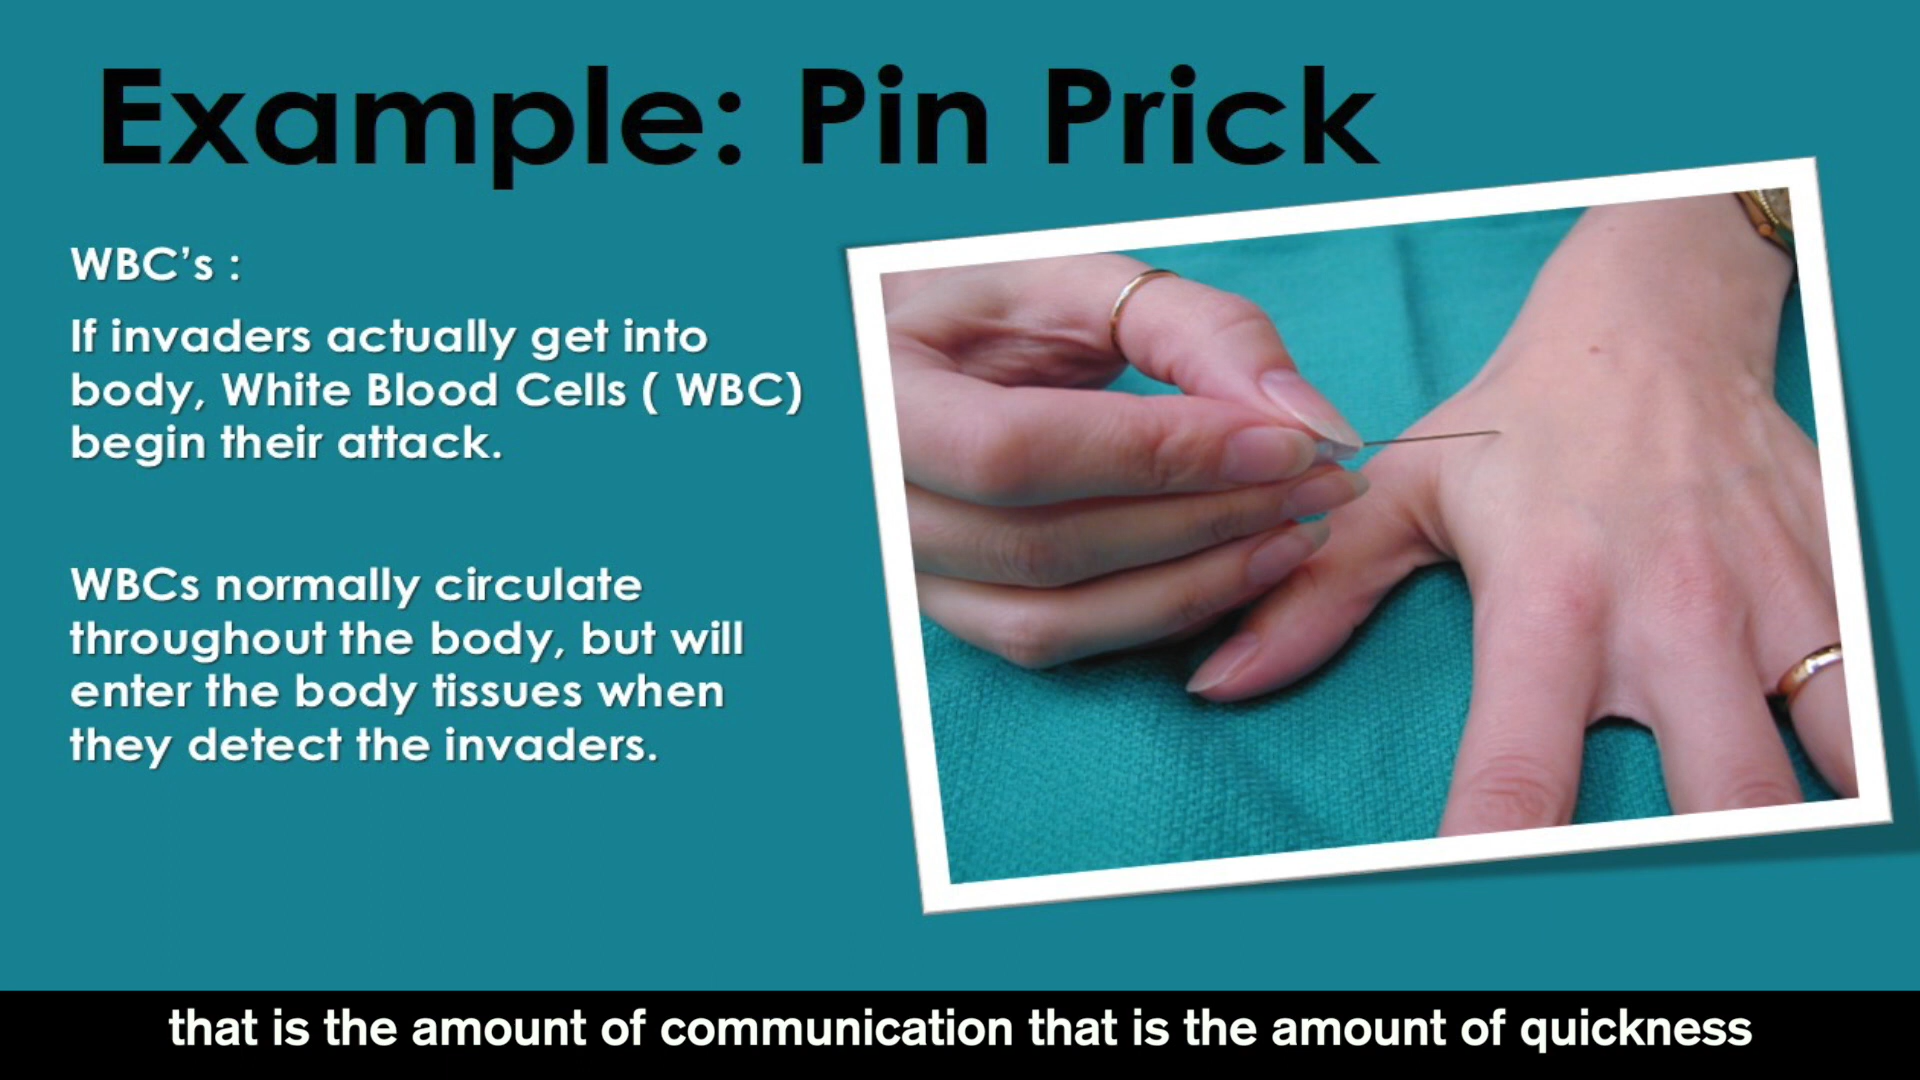 Example: Pin Prick
WBC’s :
If invaders actually get into
body, White Blood Cells ( WBC)
begin their attack.
WBCs normally circulate
throughout the body, but will
enter the body tissues when
they detect the invaders.
that is the amount of communication that is the amount of quickness